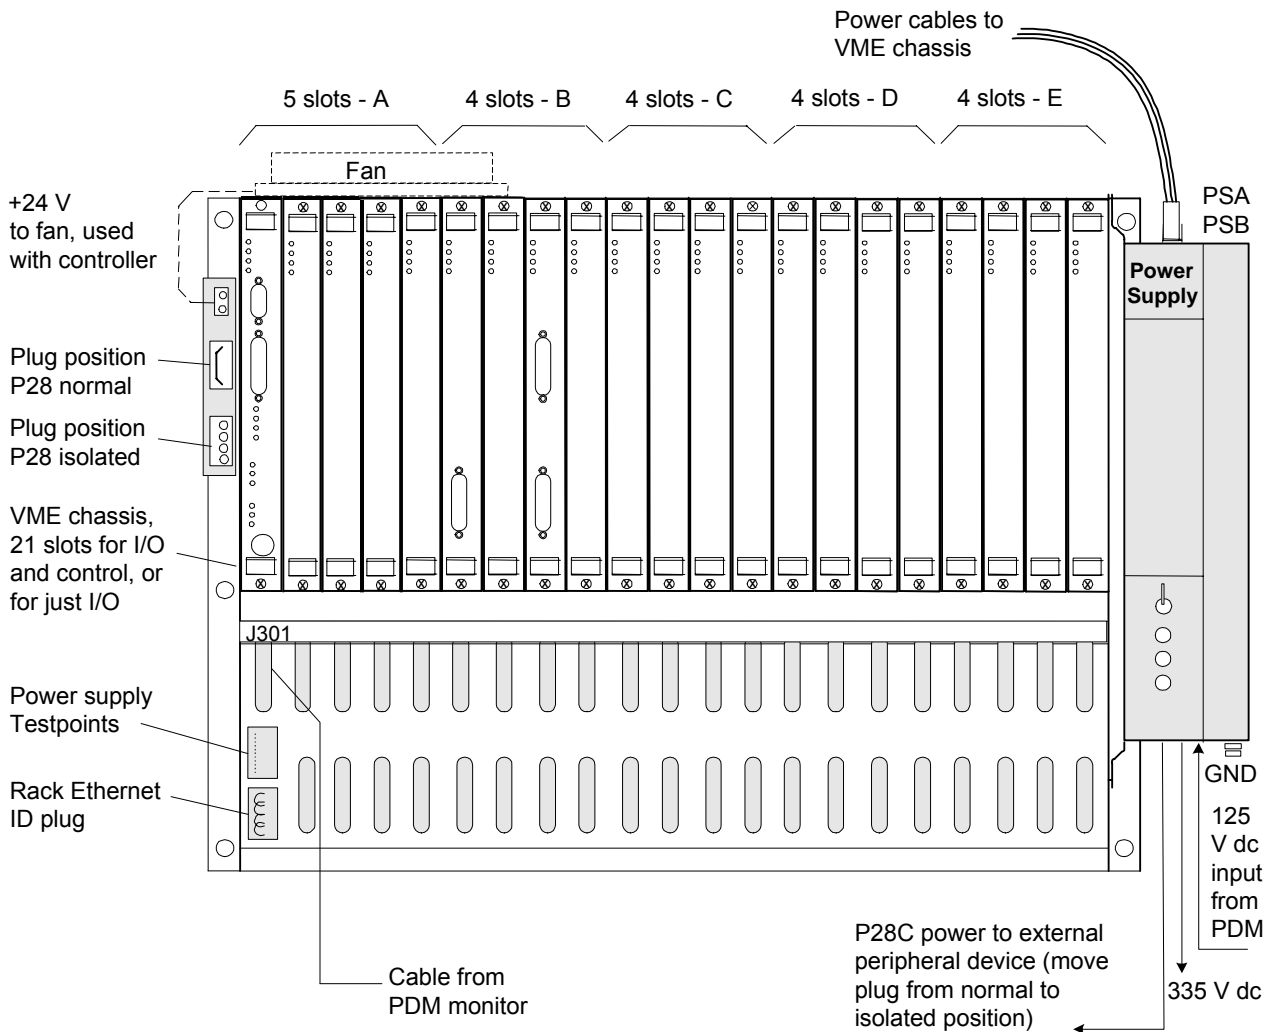 Power cables to
VME chassis
5 slots - A
4 slots - B
4 slots - C
4 slots - D
4 slots - E
Fan
+24 V
to fan, used
with controller
PSA
PSB
Power
Supply
Plug position
P28 normal
Plug position
P28 isolated
VME chassis,
21 slots for I/O
and control, or
for just I/O
J301
Power supply
Testpoints
Rack Ethernet
ID plug
GND
125
V dc
input
from
PDM
Cable from
PDM monitor
P28C power to external
peripheral device (move
plug from normal to
isolated position)
335 V dc